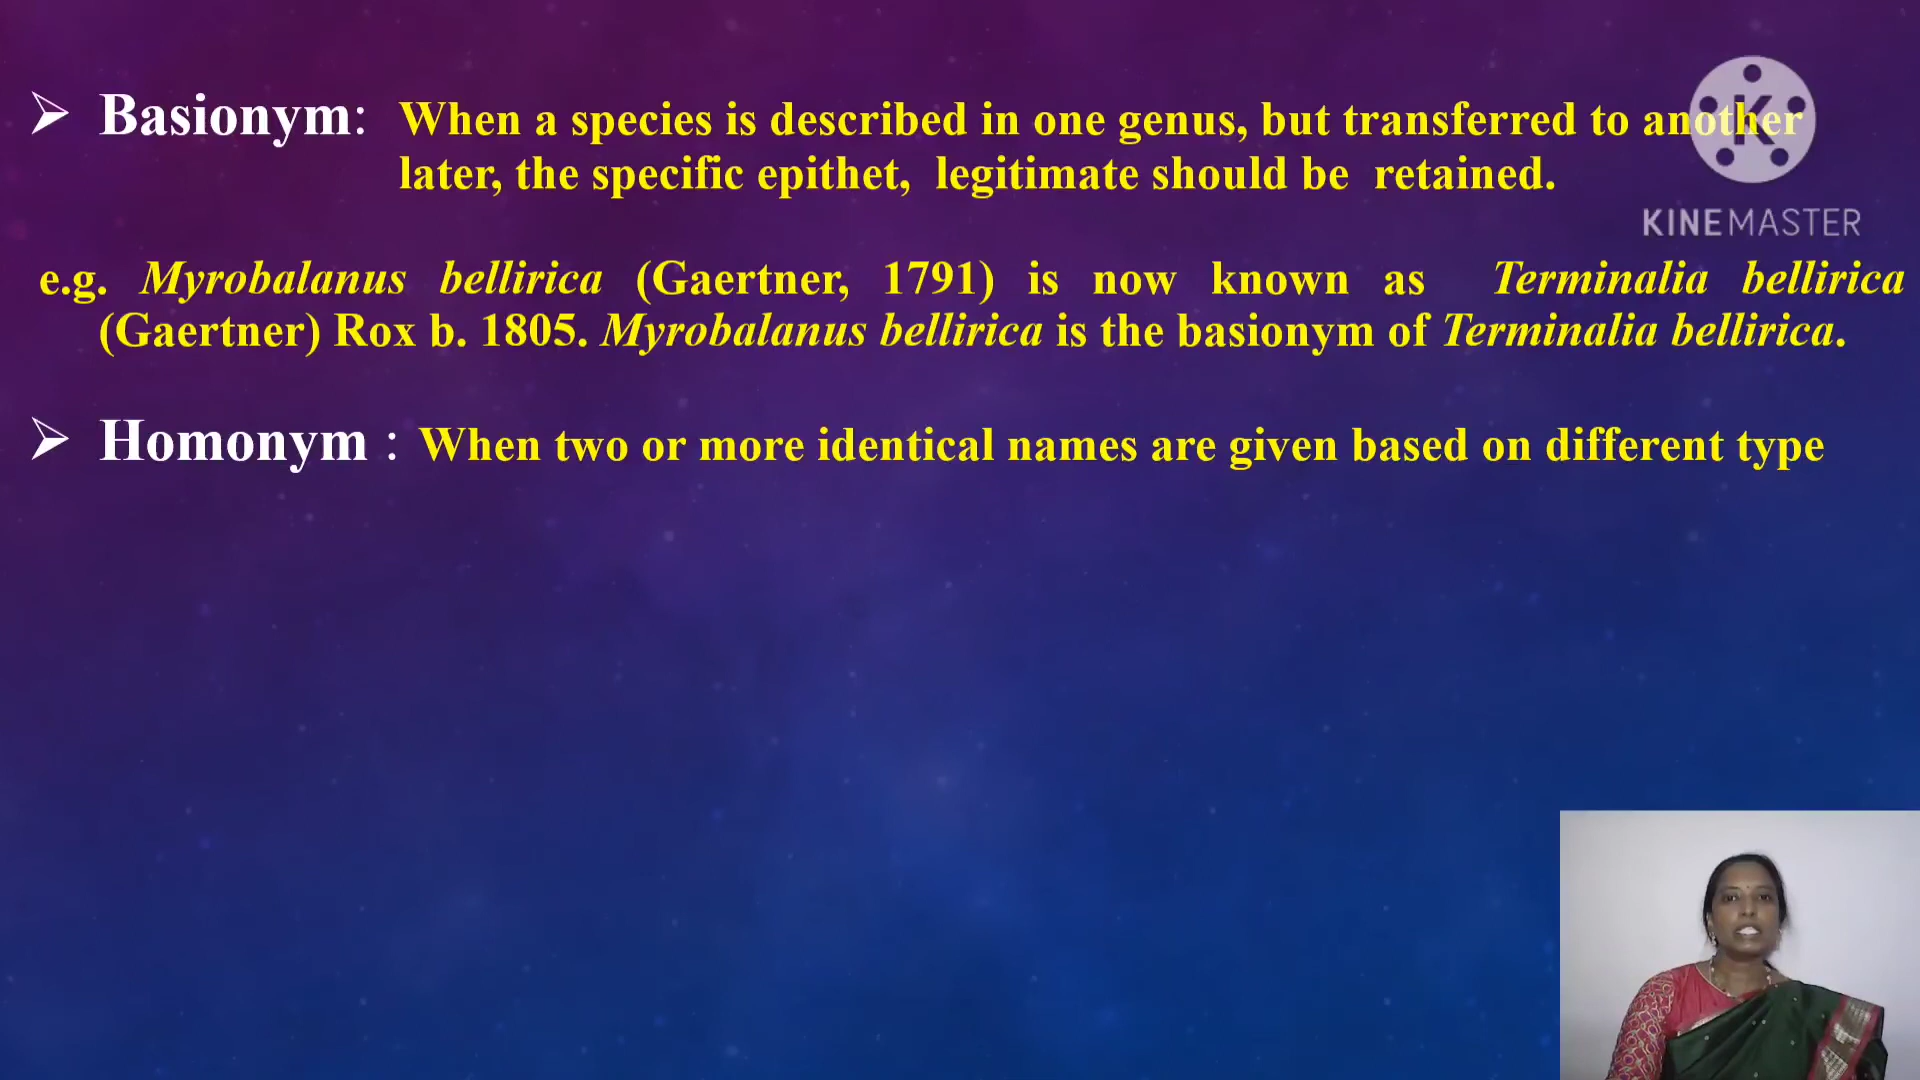 Basionym: When a species is described in one genus, but transferred to another
later, the specific epithet, legitimate should be retained.
KINEMASTER
e.g. Myrobalanus bellirica (Gaertner, 1791) is now known as Terminalia bellirica
(Gaertner) Rox b. 1805. Myrobalanus bellirica is the basionym of Terminalia bellirica.
Homonym : When two or more identical names are given based on different type